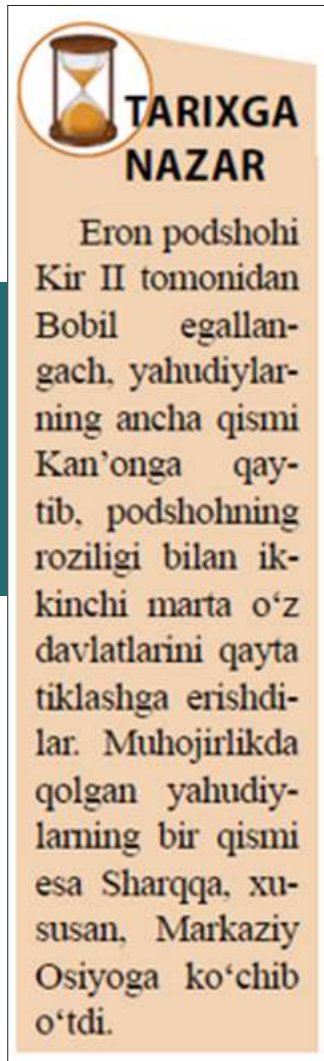 TARIXGA
NAZAR
Eron podshohi
Kir II tomonidan
Bobil egallan-
gach, yahudiylar-
ning ancha qismi
Kan’onga qay-
tib, podshohning
roziligi bilan ik-
kinchi marta o‘z
davlatlarini qayta
tiklashga erishdi-
lar. Muhojirlikda
qolgan yahudiy-
larning bir qismi
esa Sharqqa, xu-
susan, Markaziy
Osiyoga ko‘chib
o‘tdi.